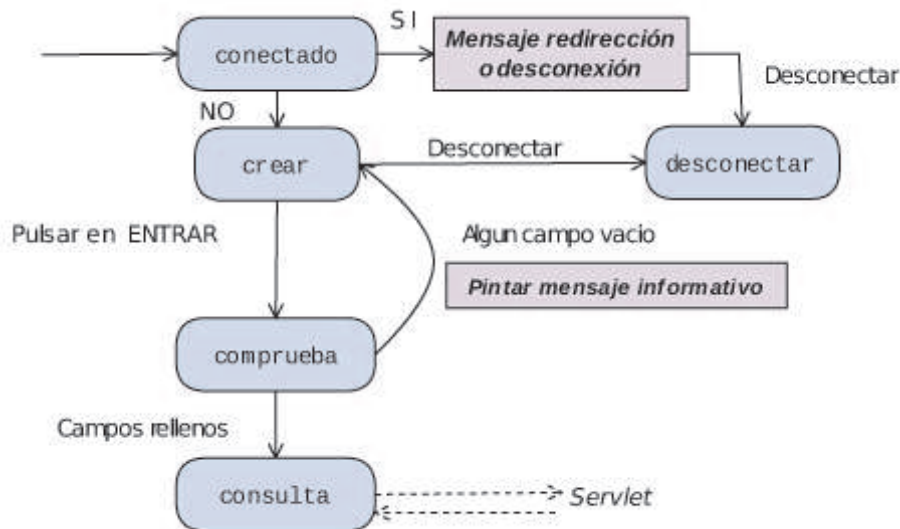 SI
conectado
Mensaje redirección
o desconexión
Desconectar
NO
crear
Desconectar
desconectar
Pulsar en ENTRAR
Algun campo vacio
Pintar mensaje informativo
comprueba
Campos rellenos
consulta
Servlet